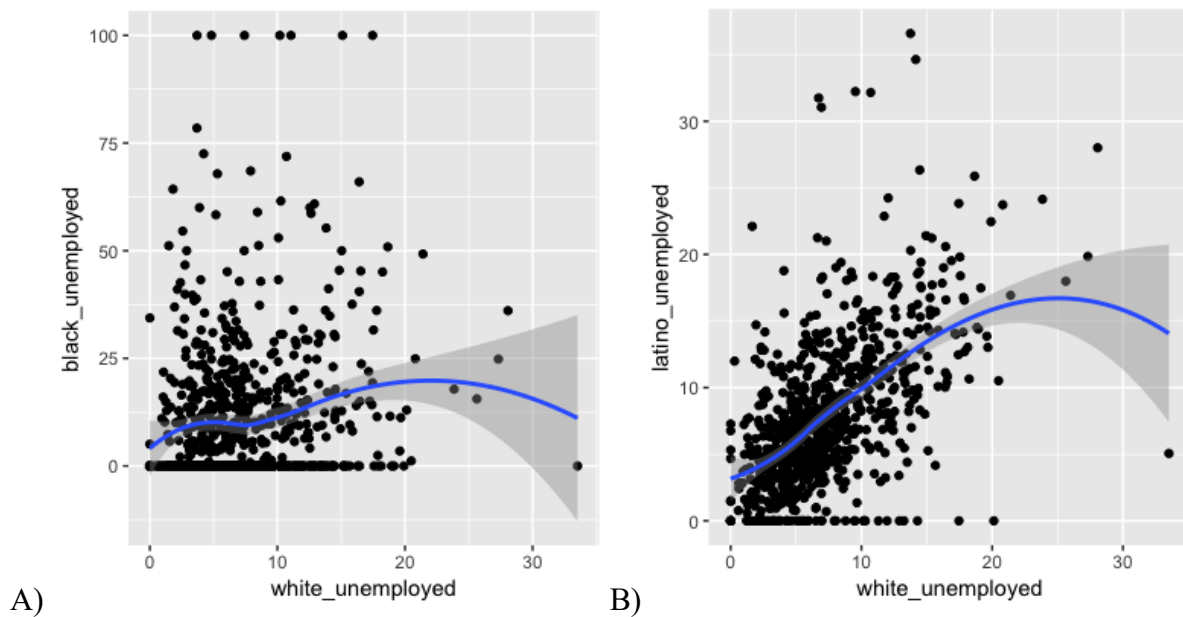 100
75
50
25
0
black_unemployed
0 10 20 30
white_unemployed
A)
30
20
10
0
latino_unemployed
0 10 20 30
white_unemployed
B)